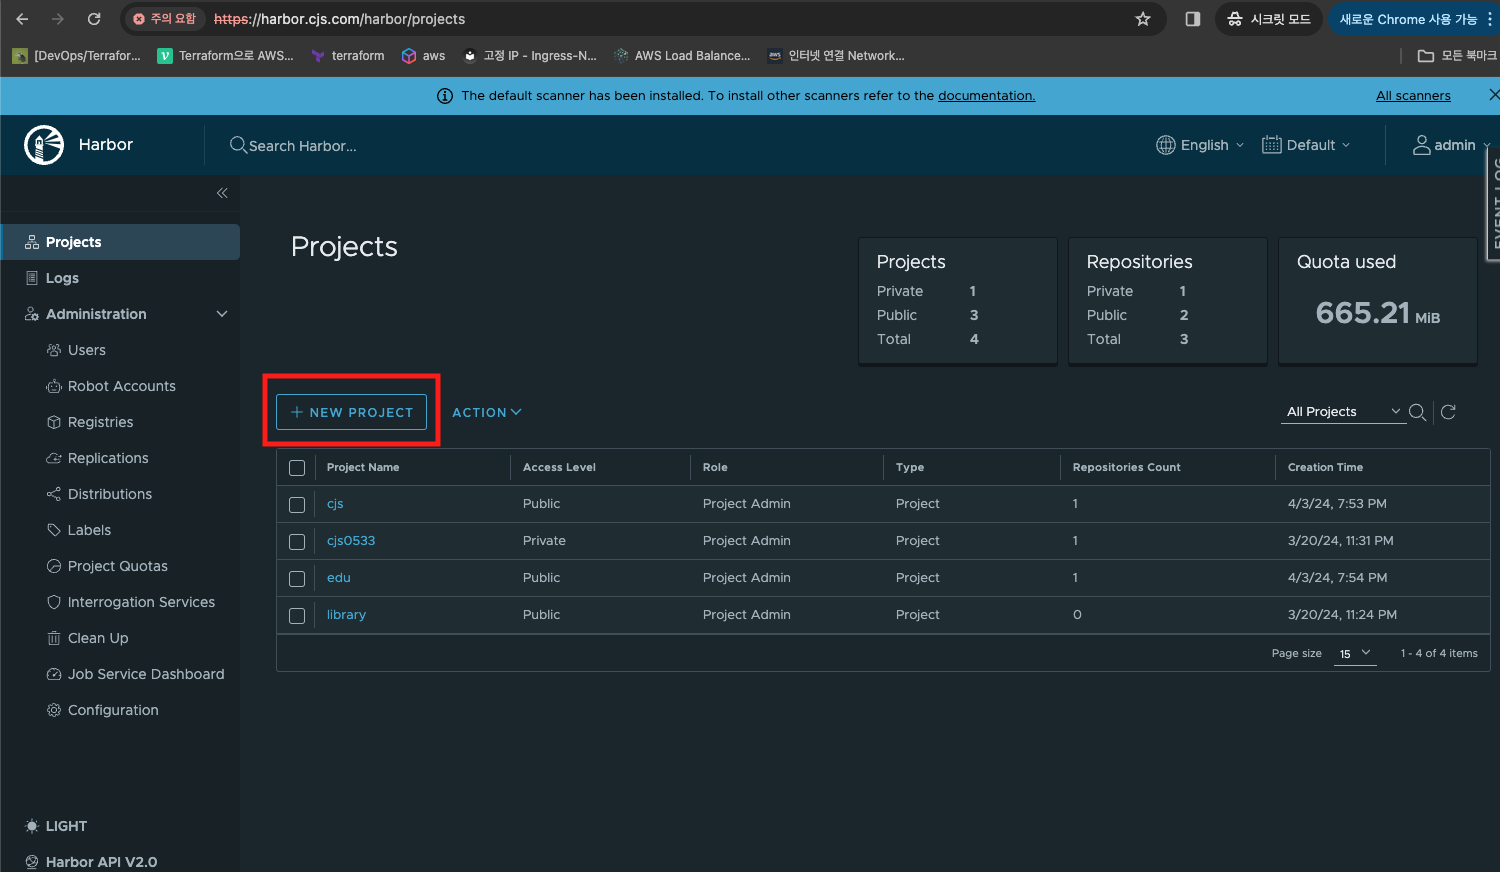 주의 요함 https://harbor.cjs.com/harbor/projects 시크릿 모드 새로운 Chrome 사용 가능
[DevOps/Terrafor... Terraform으로 AWS... terraform aws 고정 IP - Ingress-N... AWS Load Balance... 인터넷 연결 Network... 모든 북마크
The default scanner has been installed. To install other scanners refer to the documentation. All scanners
Harbor Search Harbor... English Default admin
EVENT LOG
Projects
Logs
Administration
Users
Robot Accounts
Registries
Replications
Distributions
Labels
Project Quotas
Interrogation Services
Clean Up
Job Service Dashboard
Configuration
LIGHT
Harbor API V2.0
Projects
Projects
Private 1
Public 3
Total 4
Repositories
Private 1
Public 2
Total 3
Quota used
665.21 MiB
NEW PROJECT ACTION All Projects
Project Name Access Level Role Type Repositories Count Creation Time
cjs Public Project Admin Project 1 4/3/24, 7:53 PM
cjs0533 Private Project Admin Project 1 3/20/24, 11:31 PM
edu Public Project Admin Project 1 4/3/24, 7:54 PM
library Public Project Admin Project 0 3/20/24, 11:24 PM
Page size 15 1 - 4 of 4 items